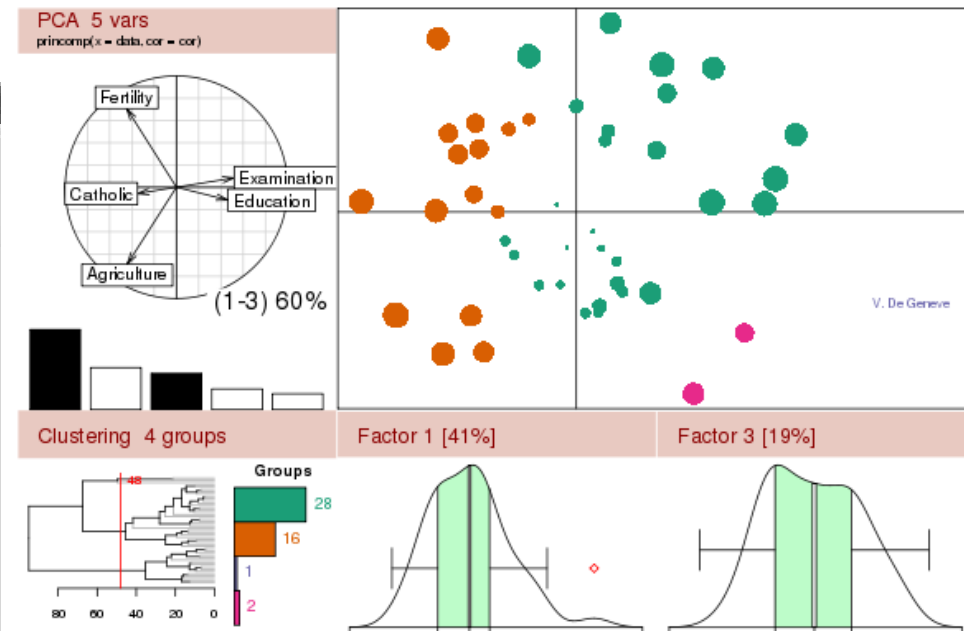 PCA 5 vars
princomp(x = data, cor = cor)
Fertility
Examination
Catholic
Education
Agriculture
(1-3) 60%
V. De Geneve
Clustering 4 groups
Factor 1 [41%]
Factor 3 [19%]
48
Groups
28
16
1
2
80 60 40 20 0